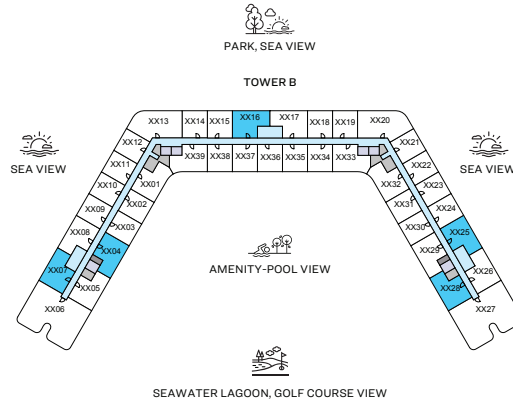 PARK, SEA VIEW
TOWER B
XX13
XX14
XX15
XX16
XX17
XX18
XX19
XX20
XX12
XX39
XX38
XX37
XX36
XX35
XX34
XX33
XX21
SEA VIEW
SEA VIEW
XX11
XX01
XX32
XX22
XX10
XX02
XX31
XX23
XX09
XX03
XX30
XX24
XX08
XX04
XX29
XX25
XX07
XX05
XX28
XX26
XX06
XX27
AMENITY-POOL VIEW
SEAWATER LAGOON, GOLF COURSE VIEW